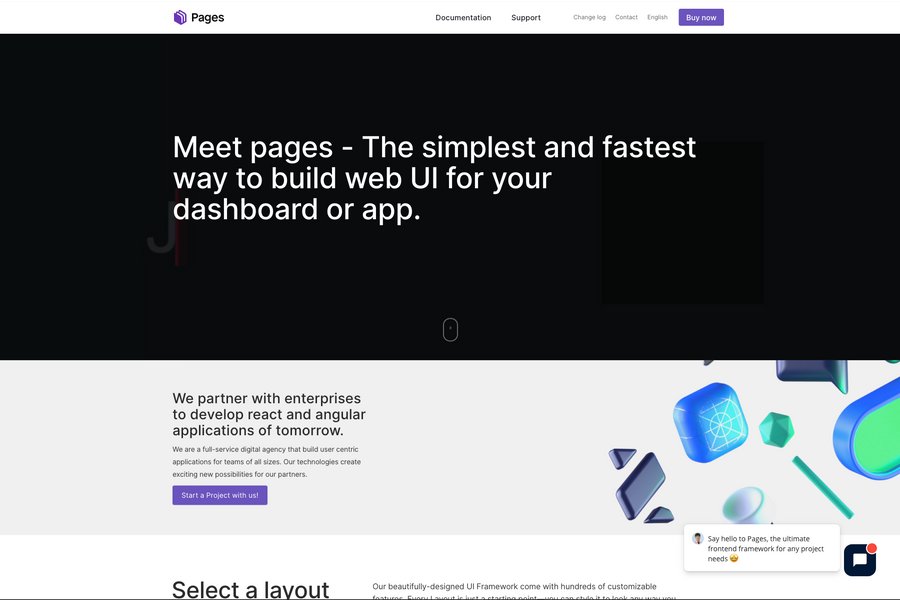 Pages
Documentation
Support
Change log
Contact
English
Buy now
Meet pages - The simplest and fastest
way to build web UI for your
dashboard or app.
J
We partner with enterprises
to develop react and angular
applications of tomorrow.
We are a full-service digital agency that build user centric
applications for teams of all sizes. Our technologies create
exciting new possibilities for our partners.
Start a Project with us!
Say hello to Pages, the ultimate
frontend framework for any project
needs 🤩
Select a layout
Our beautifully-designed UI Framework come with hundreds of customizable
features. Every Layout is just a starting point—you can style it to look any way you